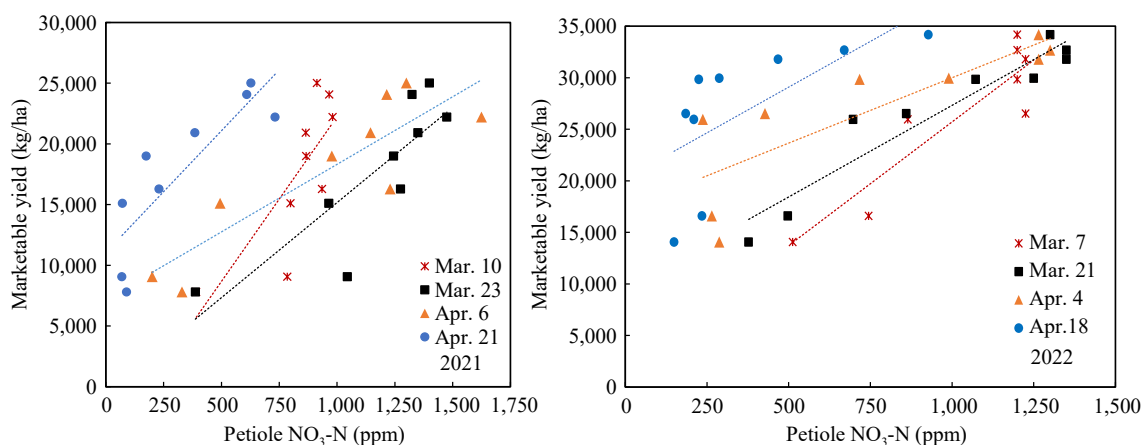 30,000
25,000
20,000
15,000
10,000
5,000
0
Marketable yield (kg/ha)
0 250 500 750 1,000 1,250 1,500 1,750
Petiole NO₃-N (ppm)
Mar. 10
Mar. 23
Apr. 6
Apr. 21
2021
35,000
30,000
25,000
20,000
15,000
10,000
5,000
0
Marketable yield (kg/ha)
0 250 500 750 1,000 1,250 1,500
Petiole NO₃-N (ppm)
Mar. 7
Mar. 21
Apr. 4
Apr.18
2022